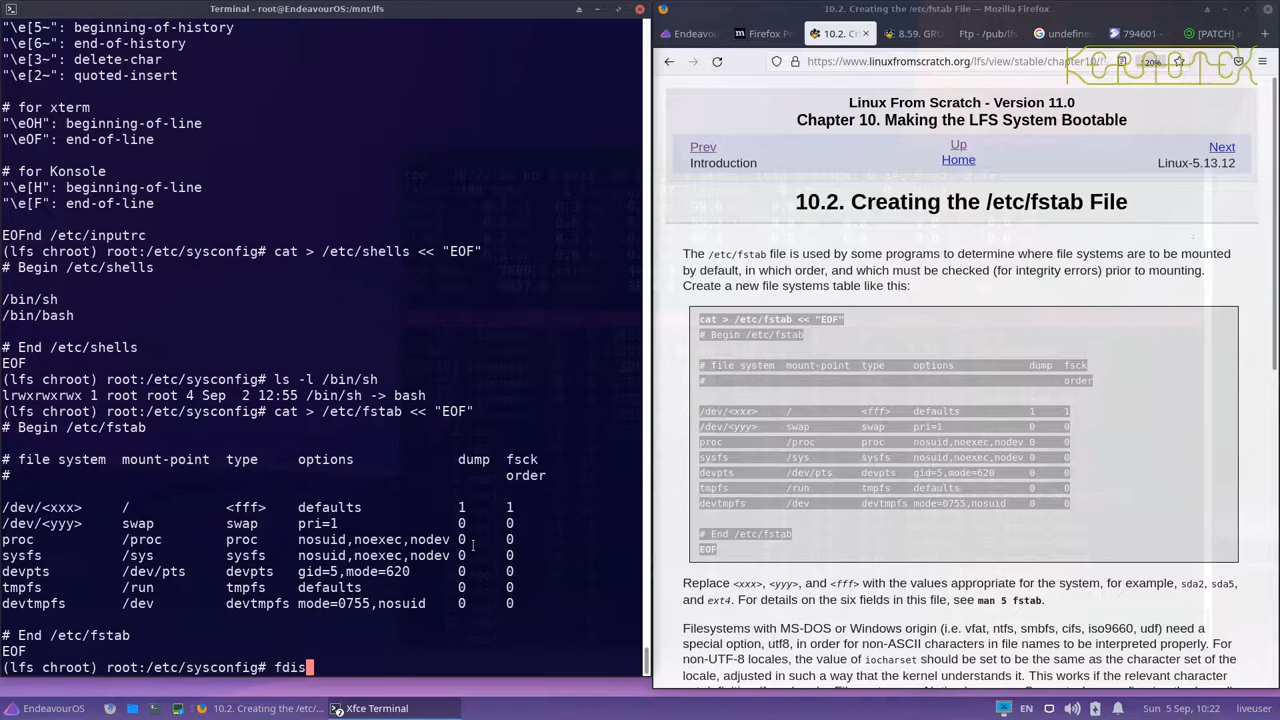 Terminal - root@EndeavourOS:/mnt/lfs
"\e[5~": beginning-of-history
"\e[6~": end-of-history
"\e[3~": delete-char
"\e[2~": quoted-insert
# for xterm
"\eOH": beginning-of-line
"\eOF": end-of-line
# for Konsole
"\e[H": beginning-of-line
"\e[F": end-of-line
EOFnd /etc/inputrc
(lfs chroot) root:/etc/sysconfig# cat > /etc/shells << "EOF"
# Begin /etc/shells
/bin/sh
/bin/bash
# End /etc/shells
EOF
(lfs chroot) root:/etc/sysconfig# ls -l /bin/sh
lrwxrwxrwx 1 root root 4 Sep  2 12:55 /bin/sh -> bash
(lfs chroot) root:/etc/sysconfig# cat > /etc/fstab << "EOF"
# Begin /etc/fstab
# file system  mount-point  type     options             dump  fsck
#                                                              order
/dev/<xxx>     /            <fff>    defaults            1     1
/dev/<yyy>     swap         swap     pri=1               0     0
proc           /proc        proc     nosuid,noexec,nodev 0     0
sysfs          /sys         sysfs    nosuid,noexec,nodev 0     0
devpts         /dev/pts     devpts   gid=5,mode=620      0     0
tmpfs          /run         tmpfs    defaults            0     0
devtmpfs       /dev         devtmpfs mode=0755,nosuid    0     0
# End /etc/fstab
EOF
(lfs chroot) root:/etc/sysconfig# fdis
10.2. Creating the /etc/fstab File — Mozilla Firefox
Endeavou
Firefox Pr
10.2. Cr
8.59. GRU
Ftp - /pub/lfs
undefine
794601 -
[PATCH]
https://www.linuxfromscratch.org/lfs/view/stable/chapter10/f
120%
Linux From Scratch - Version 11.0
Chapter 10. Making the LFS System Bootable
Prev Up Next
Introduction Home Linux-5.13.12
10.2. Creating the /etc/fstab File
The /etc/fstab file is used by some programs to determine where file systems are to be mounted
by default, in which order, and which must be checked (for integrity errors) prior to mounting.
Create a new file systems table like this:
cat > /etc/fstab << "EOF"
# Begin /etc/fstab
# file system  mount-point  type     options             dump  fsck
#                                                              order
/dev/<xxx>     /            <fff>    defaults            1     1
/dev/<yyy>     swap         swap     pri=1               0     0
proc           /proc        proc     nosuid,noexec,nodev 0     0
sysfs          /sys         sysfs    nosuid,noexec,nodev 0     0
devpts         /dev/pts     devpts   gid=5,mode=620      0     0
tmpfs          /run         tmpfs    defaults            0     0
devtmpfs       /dev         devtmpfs mode=0755,nosuid    0     0
# End /etc/fstab
EOF
Replace <xxx>, <yyy>, and <fff> with the values appropriate for the system, for example, sda2, sda5,
and ext4. For details on the six fields in this file, see man 5 fstab.
Filesystems with MS-DOS or Windows origin (i.e. vfat, ntfs, smbfs, cifs, iso9660, udf) need a
special option, utf8, in order for non-ASCII characters in file names to be interpreted properly. For
non-UTF-8 locales, the value of iocharset should be set to be the same as the character set of the
locale, adjusted in such a way that the kernel understands it. This works if the relevant character
EndeavourOS
10.2. Creating the /etc/...
Xfce Terminal
EN
Sun 5 Sep, 10:22
liveuser